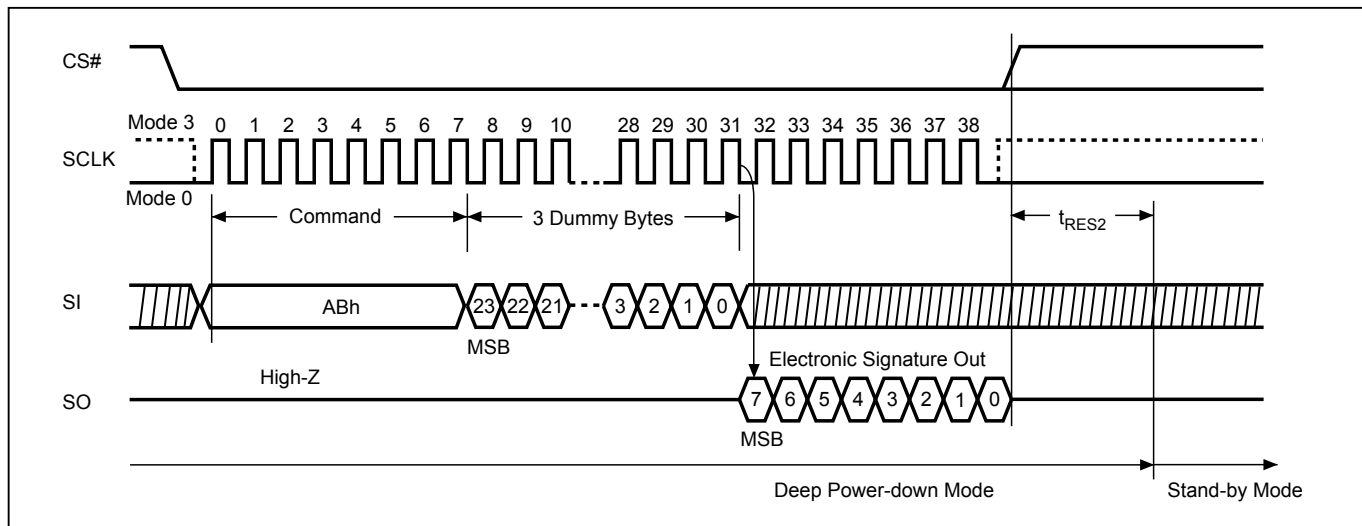 CS#
Mode 3
0 1 2 3 4 5 6 7 8 9 10 28 29 30 31 32 33 34 35 36 37 38
SCLK
Mode 0
Command
3 Dummy Bytes
tRES2
SI
ABh
23 22 21 3 2 1 0
MSB
Electronic Signature Out
High-Z
SO
7 6 5 4 3 2 1 0
MSB
Deep Power-down Mode
Stand-by Mode